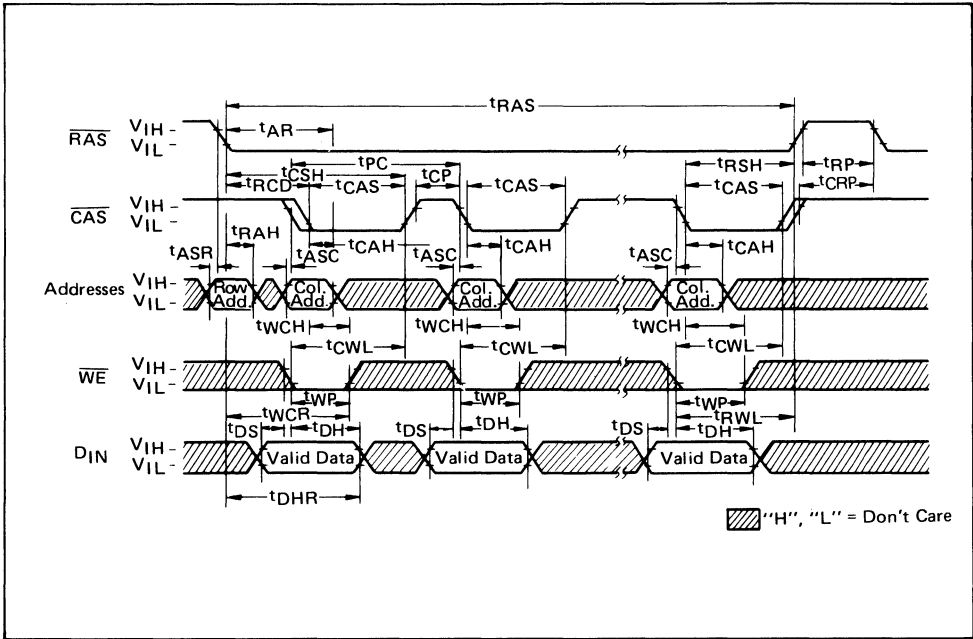 tRAS
RAS VIH VIL tAR tRSH tRP
tPC
tCSH tCP
tRCD tCAS tCAS tCAS tCRP
CAS VIH VIL
tRAH
tASR tASC tCAH tASC tCAH tASC tCAH
Addresses VIH VIL Row Add. Col. Add. Col. Add. Col. Add.
tWCH tWCH tWCH
tCWL tCWL tCWL
WE VIH VIL
tWP tWP tWP
tWCR tRWL
tDS tDH tDS tDH tDS tDH
DIN VIH VIL Valid Data Valid Data Valid Data
tDHR
"H", "L" = Don't Care